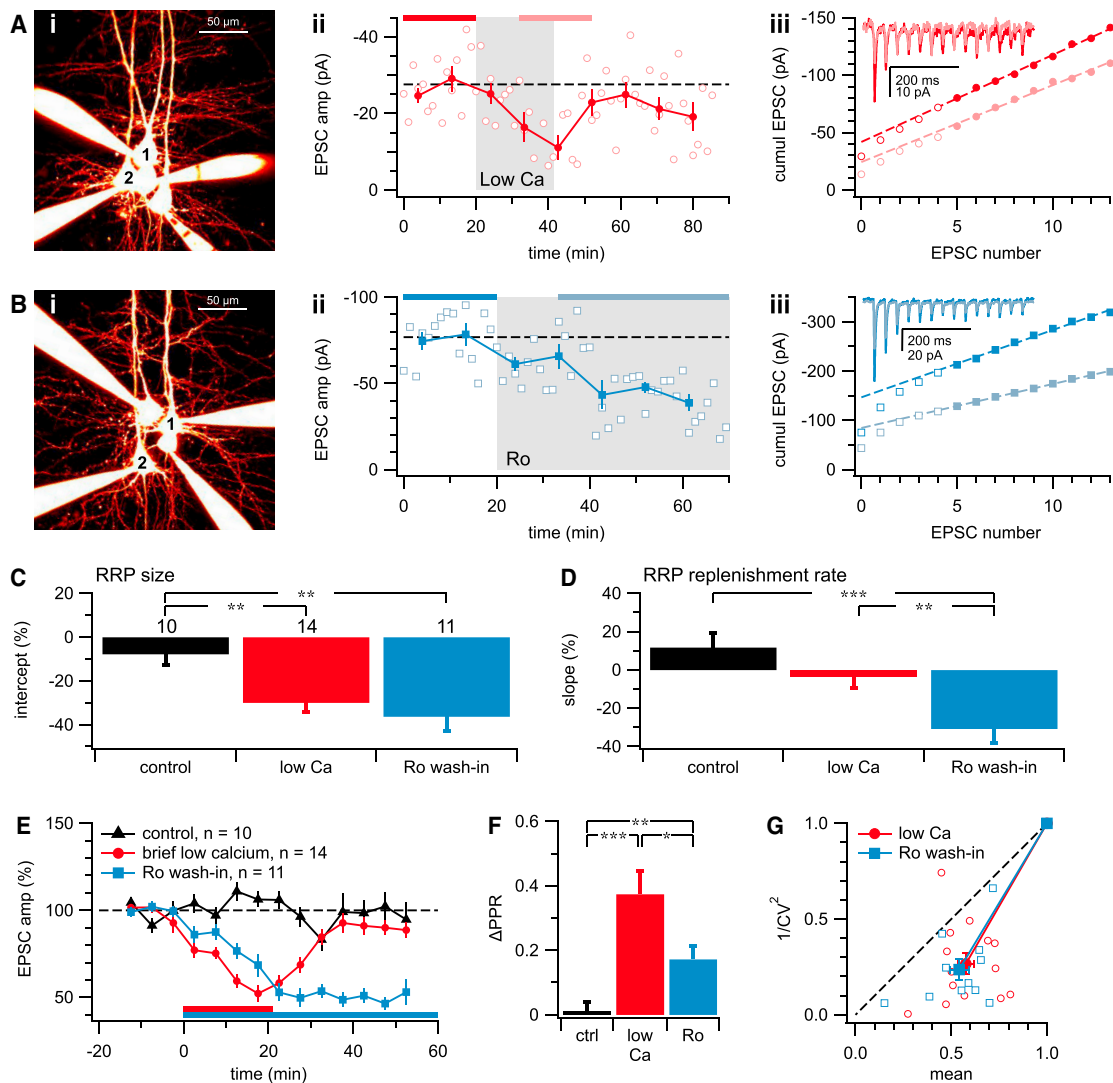 A i 50 µm 1 2
ii
EPSC amp (pA)
-40
-20
0
Low Ca
0 20 40 60 80
time (min)
iii
cumul EPSC (pA)
-150
-100
-50
0
200 ms
10 pA
0 5 10
EPSC number
B i 50 µm 1 2
ii
EPSC amp (pA)
-100
-50
0
Ro
0 20 40 60
time (min)
iii
cumul EPSC (pA)
-300
-200
-100
0
200 ms
20 pA
0 5 10
EPSC number
C RRP size
intercept (%)
20
0
-20
-40
**
**
10 14 11
control low Ca Ro wash-in
D RRP replenishment rate
slope (%)
40
20
0
-20
-40
***
**
control low Ca Ro wash-in
E
EPSC amp (%)
150
100
50
control, n = 10
brief low calcium, n = 14
Ro wash-in, n = 11
-20 0 20 40 60
time (min)
F
ΔPPR
0.6
0.4
0.2
0
**
*** *
ctrl low Ca Ro
G
1/CV2
1.0
0.5
0.0
low Ca
Ro wash-in
0.0 0.5 1.0
mean